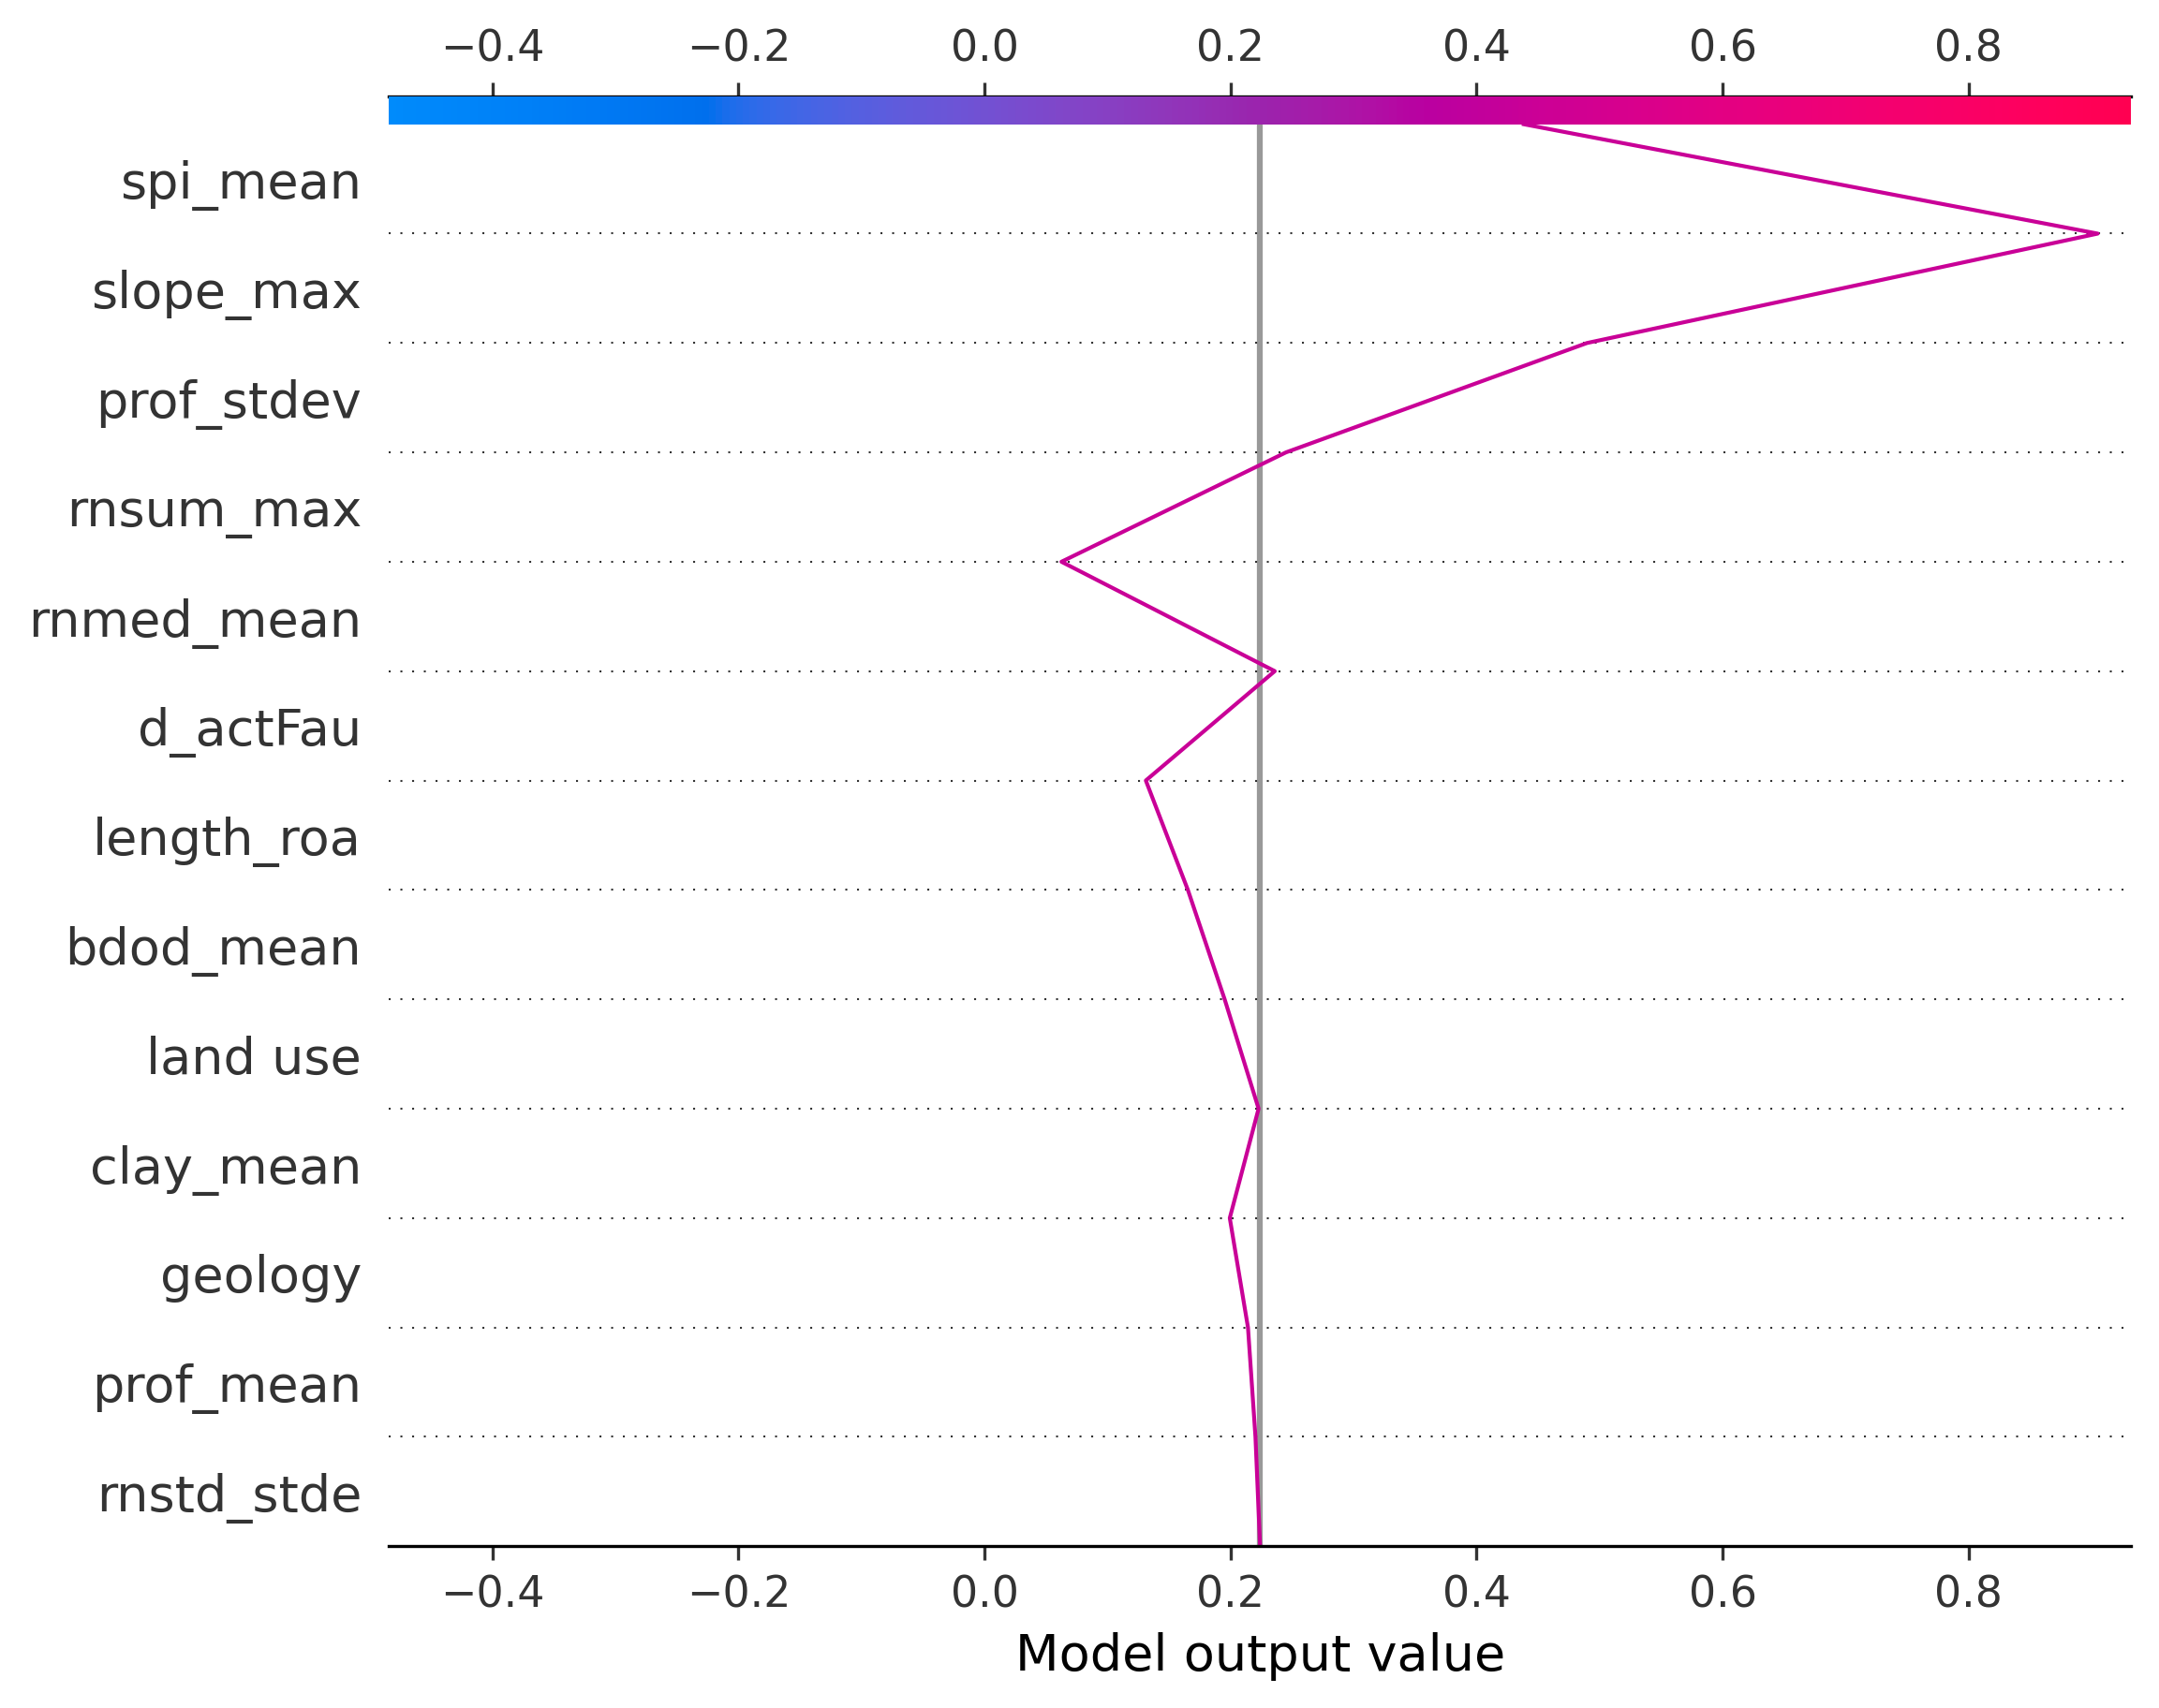 −0.4 −0.2 0.0 0.2 0.4 0.6 0.8
spi_mean
slope_max
prof_stdev
rnsum_max
rnmed_mean
d_actFau
length_roa
bdod_mean
land use
clay_mean
geology
prof_mean
rnstd_stde
−0.4 −0.2 0.0 0.2 0.4 0.6 0.8
Model output value